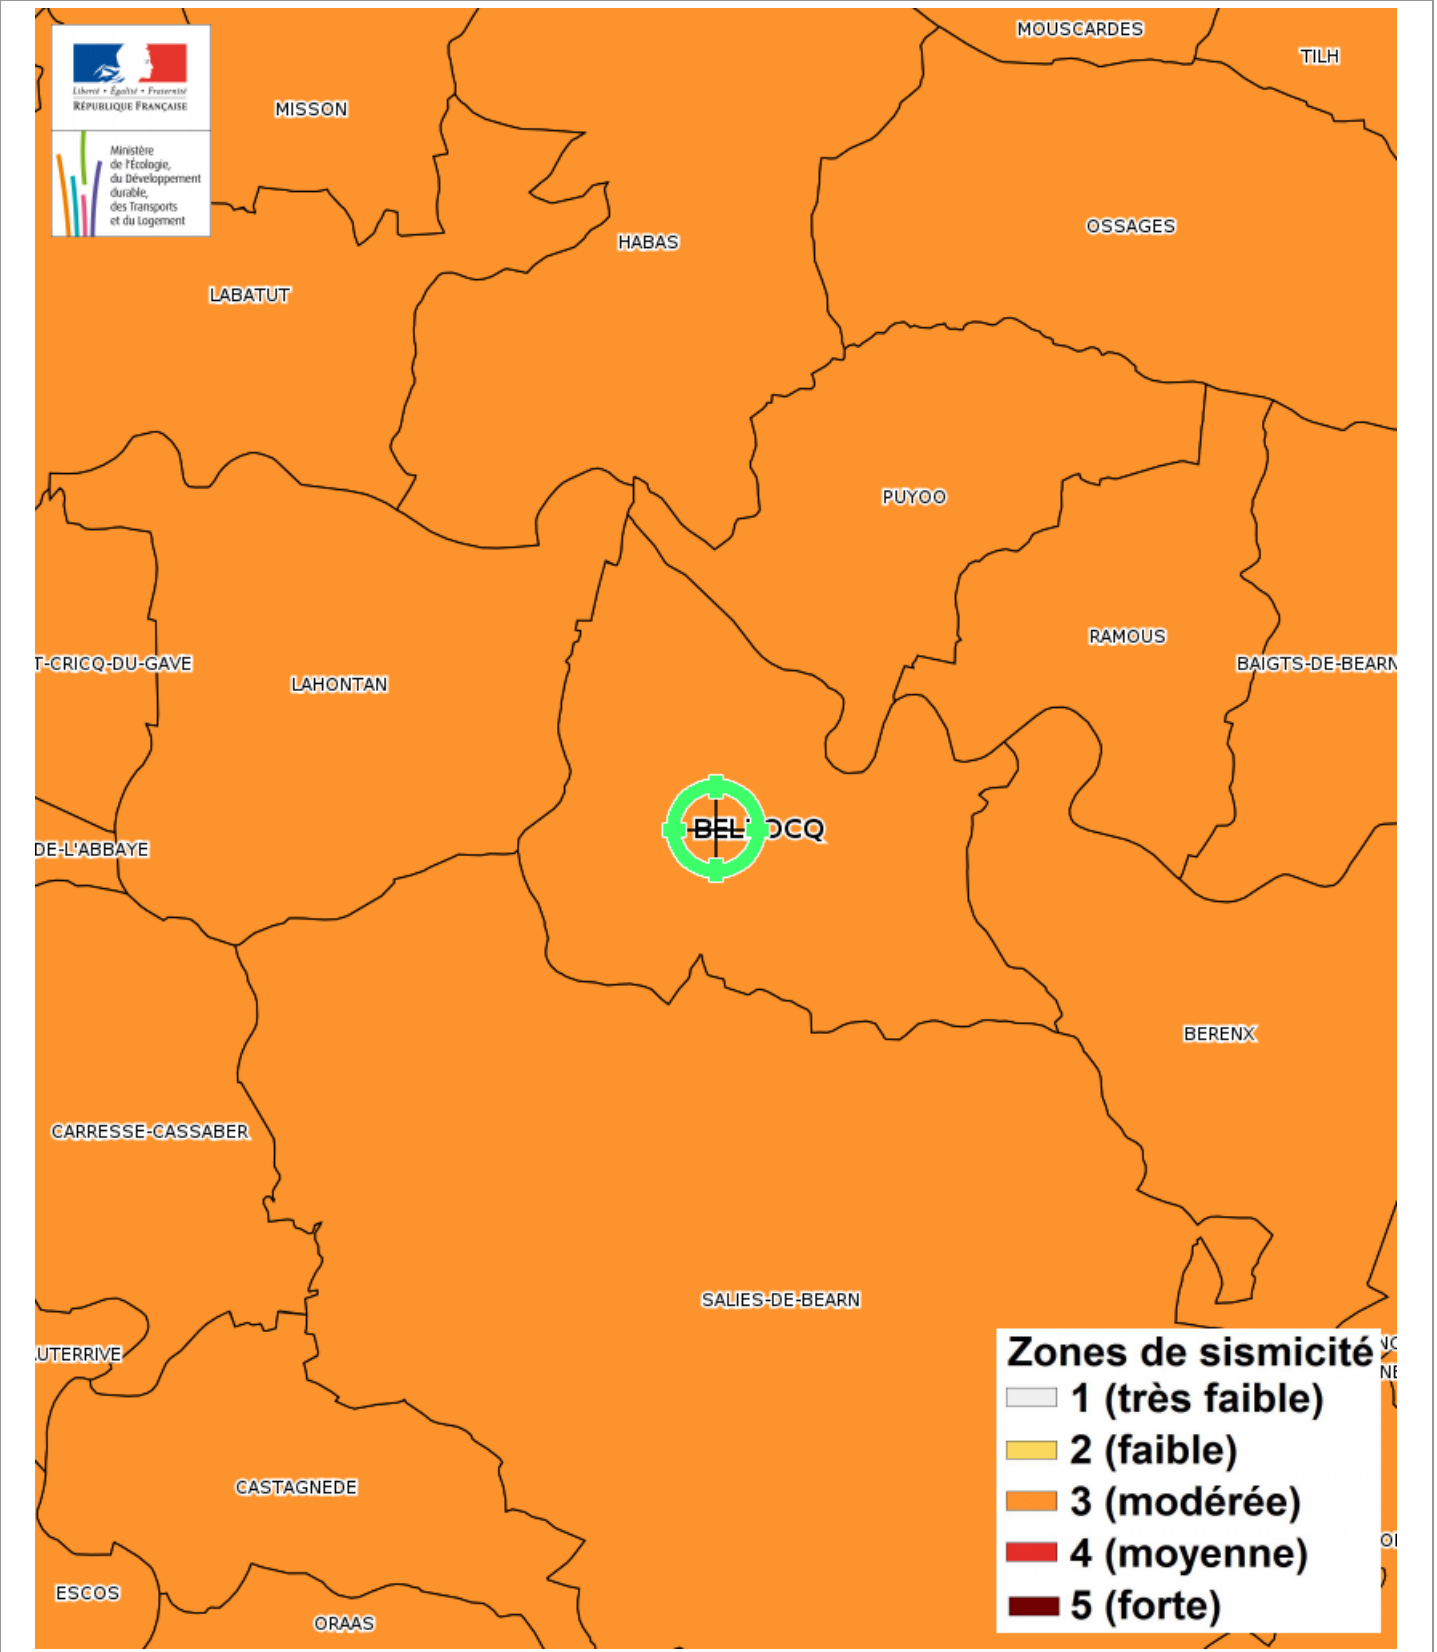 MOUSCARDES
TILH
Liberté • Égalité • Fraternité
RÉPUBLIQUE FRANÇAISE
MISSON
Ministère
de l'Écologie,
du Développement
durable,
des Transports
et du Logement
OSSAGES
HABAS
LABATUT
PUYOO
RAMOUS
T-CRICQ-DU-GAVE
BAIGTS-DE-BEARN
LAHONTAN
BELLOCQ
DE-L'ABBAYE
BERENX
CARRESSE-CASSABER
SALIES-DE-BEARN
UTERRIVE
Zones de sismicité
1 (très faible)
2 (faible)
3 (modérée)
4 (moyenne)
5 (forte)
CASTAGNEDE
ESCOS
ORAAS